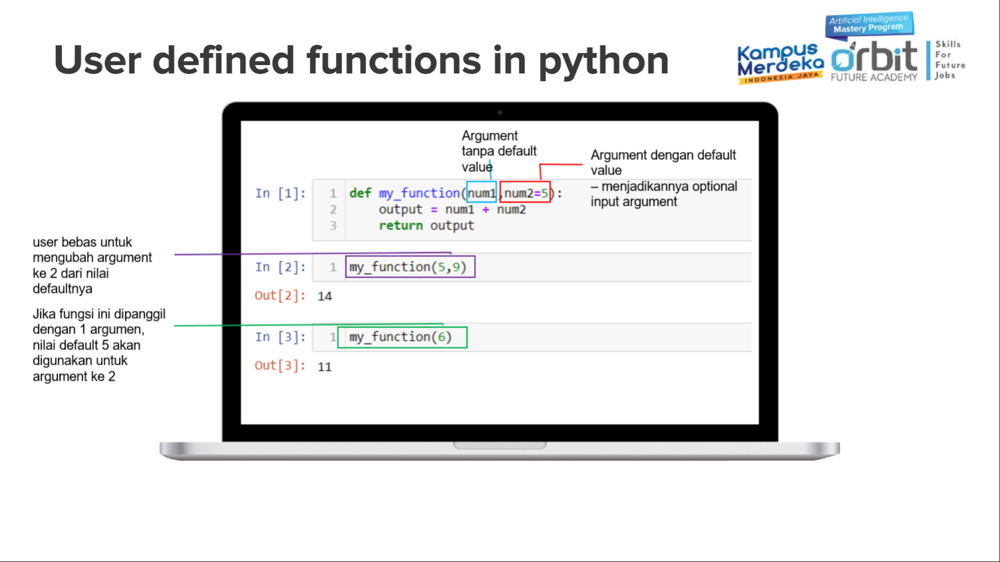 User defined functions in python
Artificial Intelligence
Mastery Program
Kampus
Merdeka
INDONESIA JAYA
orbit
FUTURE ACADEMY
Skills
For
Future
Jobs
Argument
tanpa default
value
Argument dengan default
value
– menjadikannya optional
input argument
In [1]:
1 def my_function(num1,num2=5):
2     output = num1 + num2
3     return output
user bebas untuk
mengubah argument
ke 2 dari nilai
defaultnya
In [2]:
1 my_function(5,9)
Out[2]: 14
Jika fungsi ini dipanggil
dengan 1 argumen,
nilai default 5 akan
digunakan untuk
argument ke 2
In [3]:
1 my_function(6)
Out[3]: 11